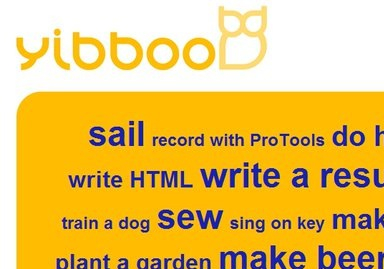 yibboo
sail record with ProTools do h
write HTML write a resu
train a dog sew sing on key mak
plant a garden make beer